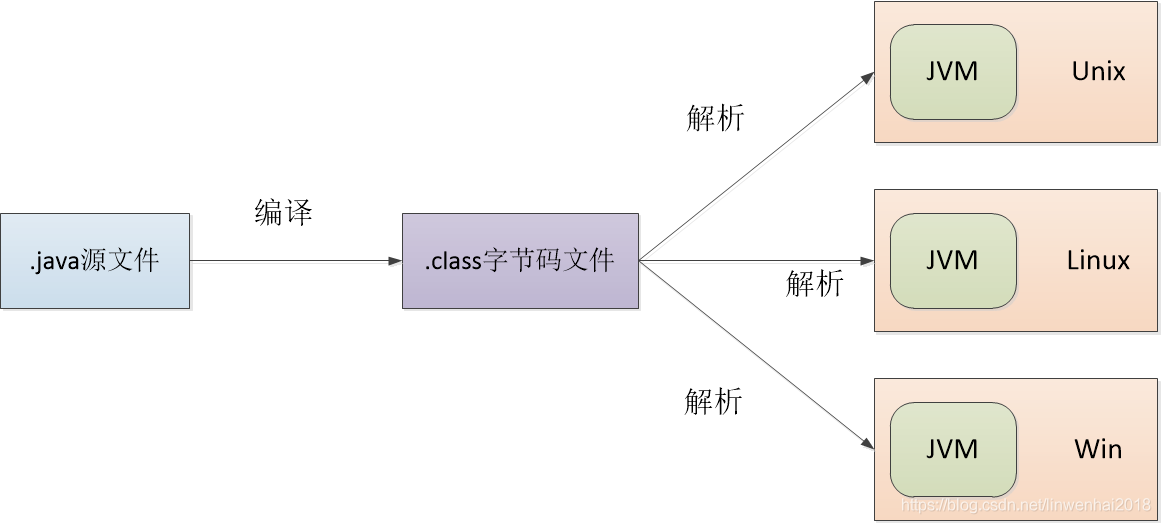 .java源文件
编译
.class字节码文件
解析
解析
解析
JVM
Unix
JVM
Linux
JVM
Win
https://blog.csdn.net/linwenhai2018